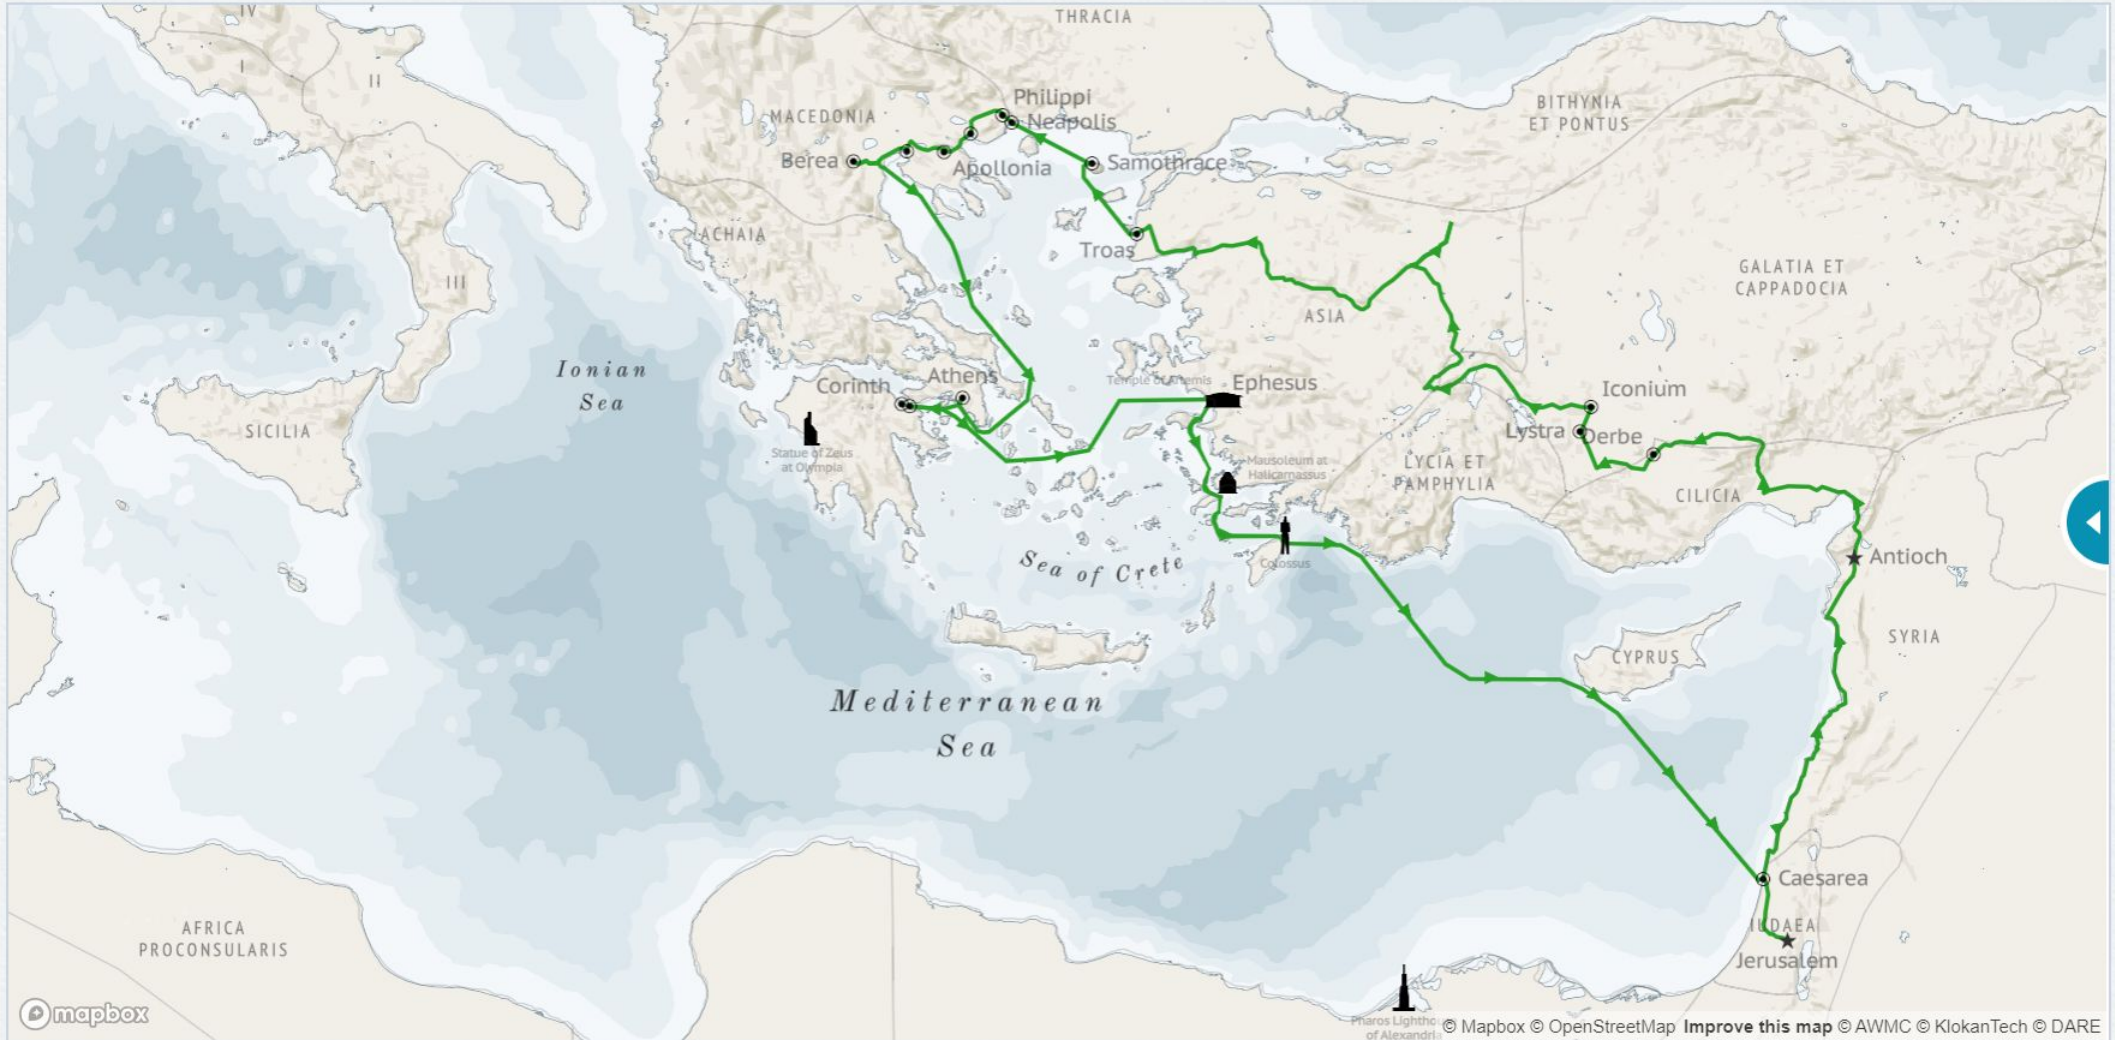 IV
THRACIA
I
II
Philippi
MACEDONIA
Neapolis
BITHYNIA
ET PONTUS
Berea
Apollonia
Samothrace
ACHAIA
Troas
III
GALATIA ET
CAPPADOCIA
ASIA
Ionian
Sea
Corinth
Athens
Temple of Artemis
Ephesus
Iconium
SICILIA
Statue of Zeus
at Olympia
Lystra
Derbe
Mausoleum at
Halicarnassus
LYCIA ET
PAMPHYLIA
CILICIA
Sea of Crete
Colossus
Antioch
SYRIA
CYPRUS
Mediterranean
Sea
Caesarea
AFRICA
PROCONSULARIS
IUDAEA
Jerusalem
mapbox
Pharos
of
© Mapbox © OpenStreetMap Improve this map © AWMC © KlokanTech © DARE